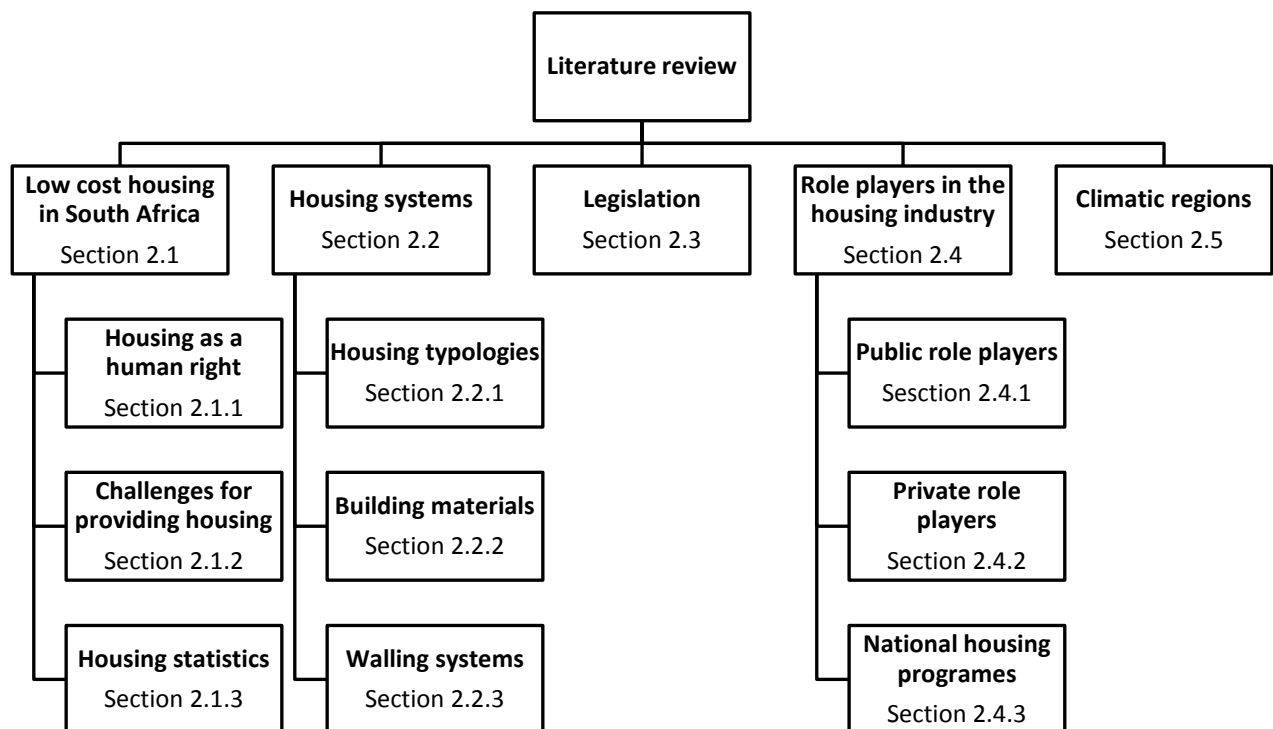 Literature review
Low cost housing
in South Africa
Section 2.1
Housing systems
Section 2.2
Legislation
Section 2.3
Role players in the
housing industry
Section 2.4
Climatic regions
Section 2.5
Housing as a
human right
Section 2.1.1
Challenges for
providing housing
Section 2.1.2
Housing statistics
Section 2.1.3
Housing typologies
Section 2.2.1
Building materials
Section 2.2.2
Walling systems
Section 2.2.3
Public role players
Sesction 2.4.1
Private role
players
Section 2.4.2
National housing
programes
Section 2.4.3